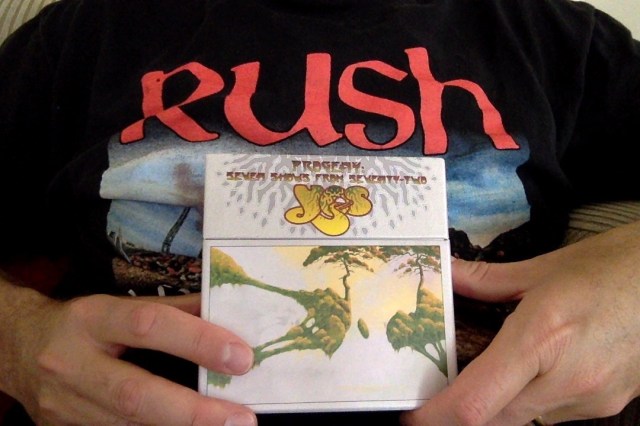 Rush
PROGENY:
SEVEN SHOWS FROM SEVENTY-TWO
YES